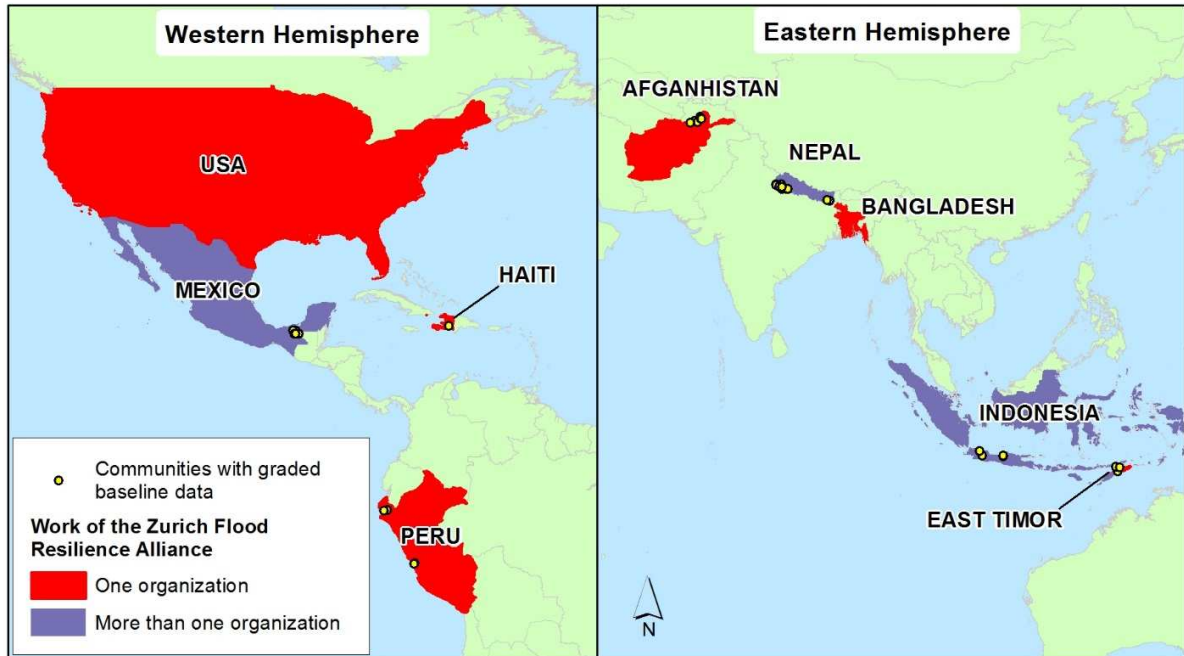 Western Hemisphere
USA
MEXICO
HAITI
PERU
Communities with graded
baseline data
Work of the Zurich Flood
Resilience Alliance
One organization
More than one organization
Eastern Hemisphere
AFGANHISTAN
NEPAL
BANGLADESH
INDONESIA
EAST TIMOR
N